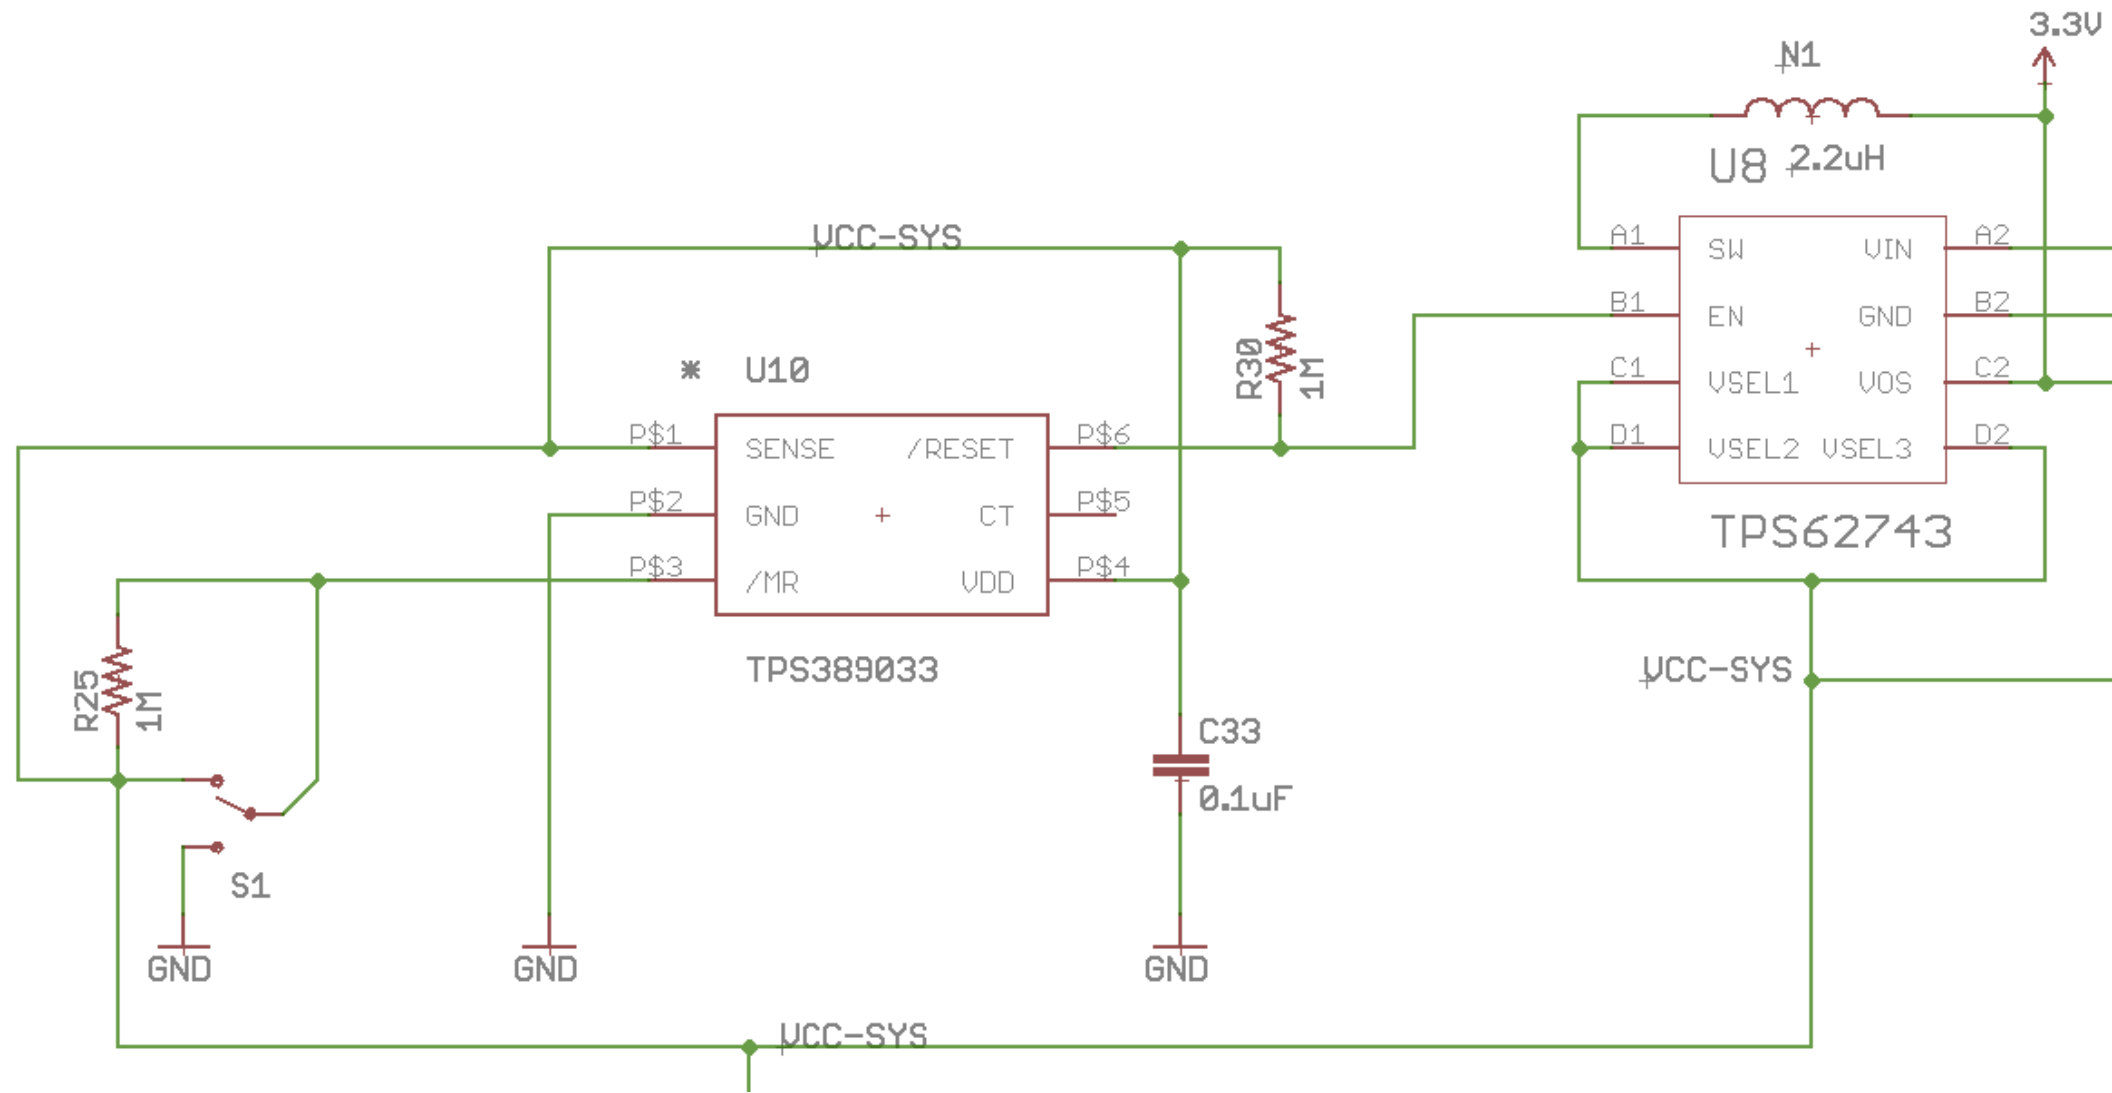 3.3V
N1
U8 2.2uH
VCC-SYS
A1 SW VIN A2
B1 EN GND B2
C1 VSEL1 VOS C2
D1 VSEL2 VSEL3 D2
TPS62743
R30
1M
* U10
P$1 SENSE /RESET P$6
P$2 GND CT P$5
P$3 /MR VDD P$4
TPS389033
VCC-SYS
R25
1M
C33
0.1uF
S1
GND
GND
GND
VCC-SYS